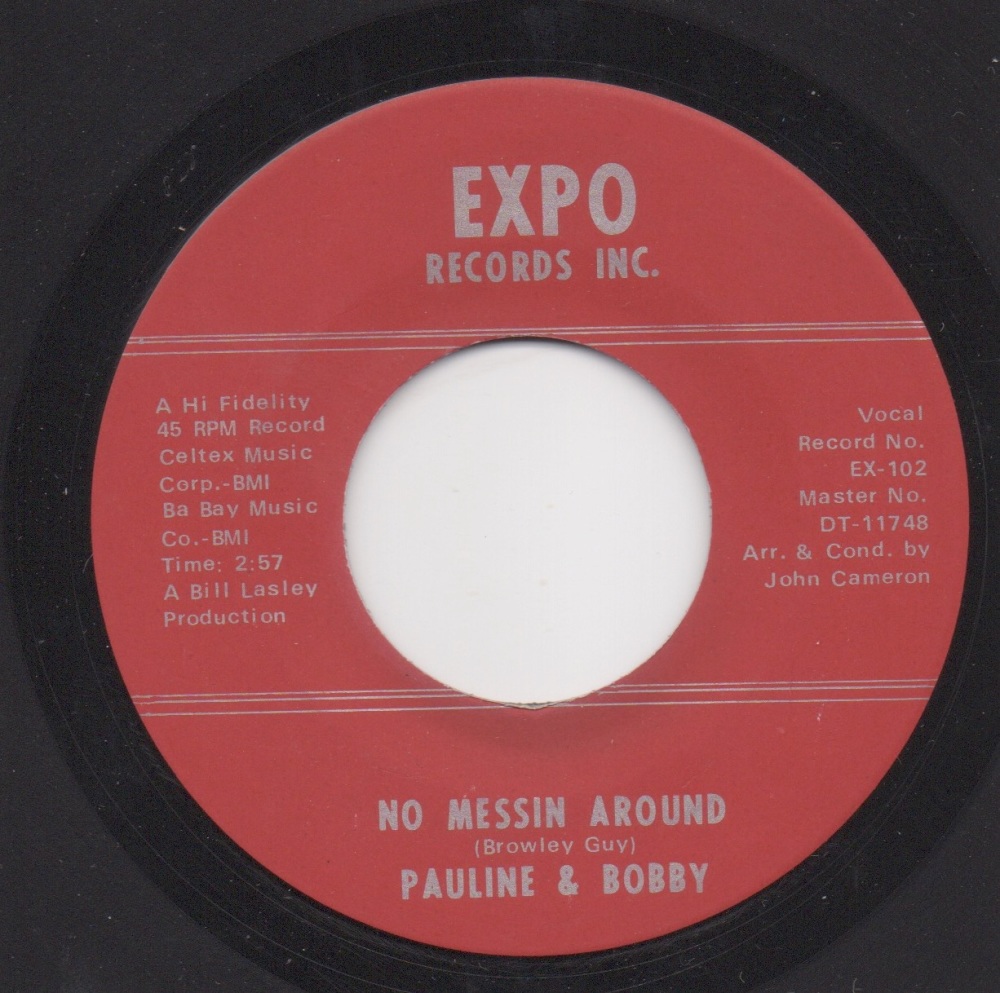 EXPO
RECORDS INC.
A Hi Fidelity
45 RPM Record
Celtex Music
Corp.-BMI
Ba Bay Music
Co.-BMI
Time: 2:57
A Bill Lasley
Production
Vocal
Record No.
EX-102
Master No.
DT-11748
Arr. & Cond. by
John Cameron
NO MESSIN AROUND
(Browley Guy)
PAULINE & BOBBY